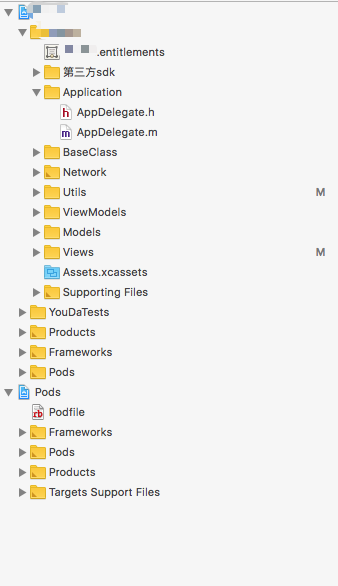 .entitlements
第三方sdk
Application
h AppDelegate.h
m AppDelegate.m
BaseClass
Network
Utils M
ViewModels
Models
Views M
Assets.xcassets
Supporting Files
YouDaTests
Products
Frameworks
Pods
Pods
rb Podfile
Frameworks
Pods
Products
Targets Support Files